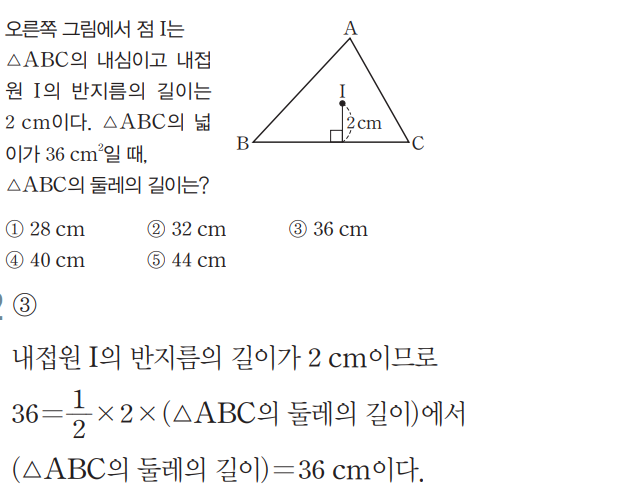 오른쪽 그림에서 점 I는
△ABC의 내심이고 내접
원 I의 반지름의 길이는
2 cm이다. △ABC의 넓
이가 36 cm²일 때,
△ABC의 둘레의 길이는?
A
I
2cm
B
C
① 28 cm ② 32 cm ③ 36 cm
④ 40 cm ⑤ 44 cm
③
내접원 I의 반지름의 길이가 2 cm이므로
36=1/2×2×(△ABC의 둘레의 길이)에서
(△ABC의 둘레의 길이)=36 cm이다.